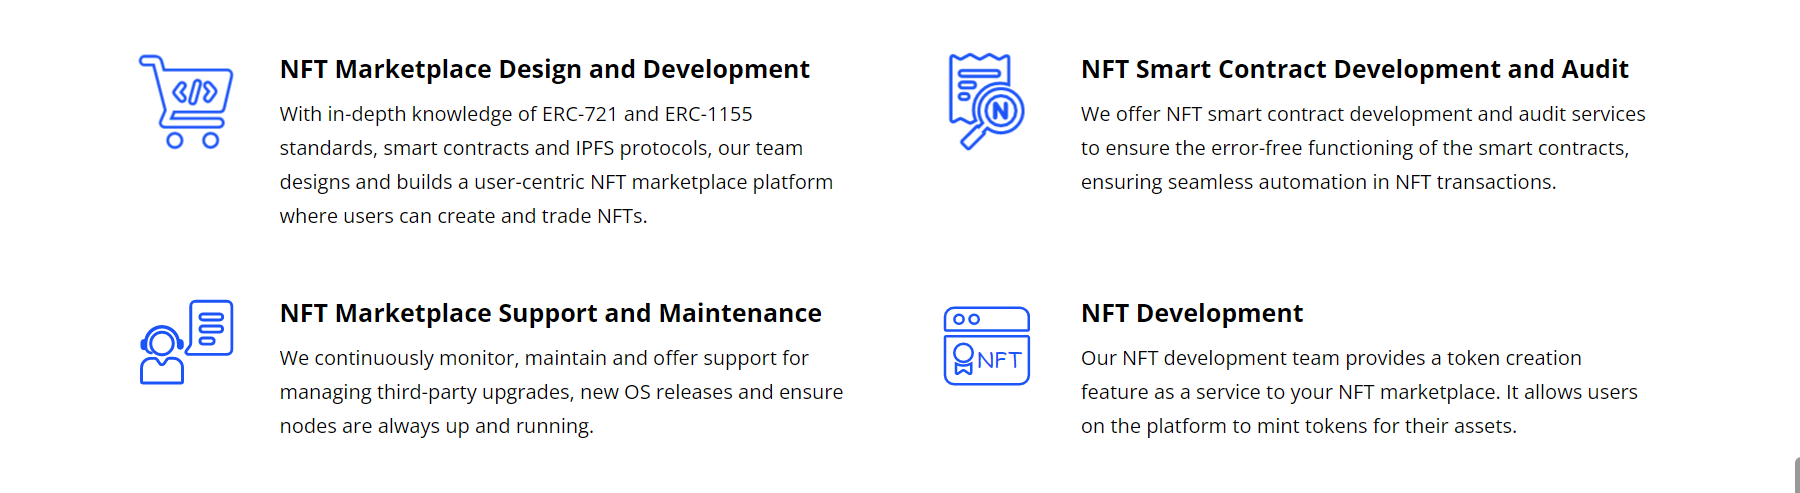 NFT Marketplace Design and Development
With in-depth knowledge of ERC-721 and ERC-1155
standards, smart contracts and IPFS protocols, our team
designs and builds a user-centric NFT marketplace platform
where users can create and trade NFTs.
N
NFT Smart Contract Development and Audit
We offer NFT smart contract development and audit services
to ensure the error-free functioning of the smart contracts,
ensuring seamless automation in NFT transactions.
NFT Marketplace Support and Maintenance
We continuously monitor, maintain and offer support for
managing third-party upgrades, new OS releases and ensure
nodes are always up and running.
NFT
NFT Development
Our NFT development team provides a token creation
feature as a service to your NFT marketplace. It allows users
on the platform to mint tokens for their assets.